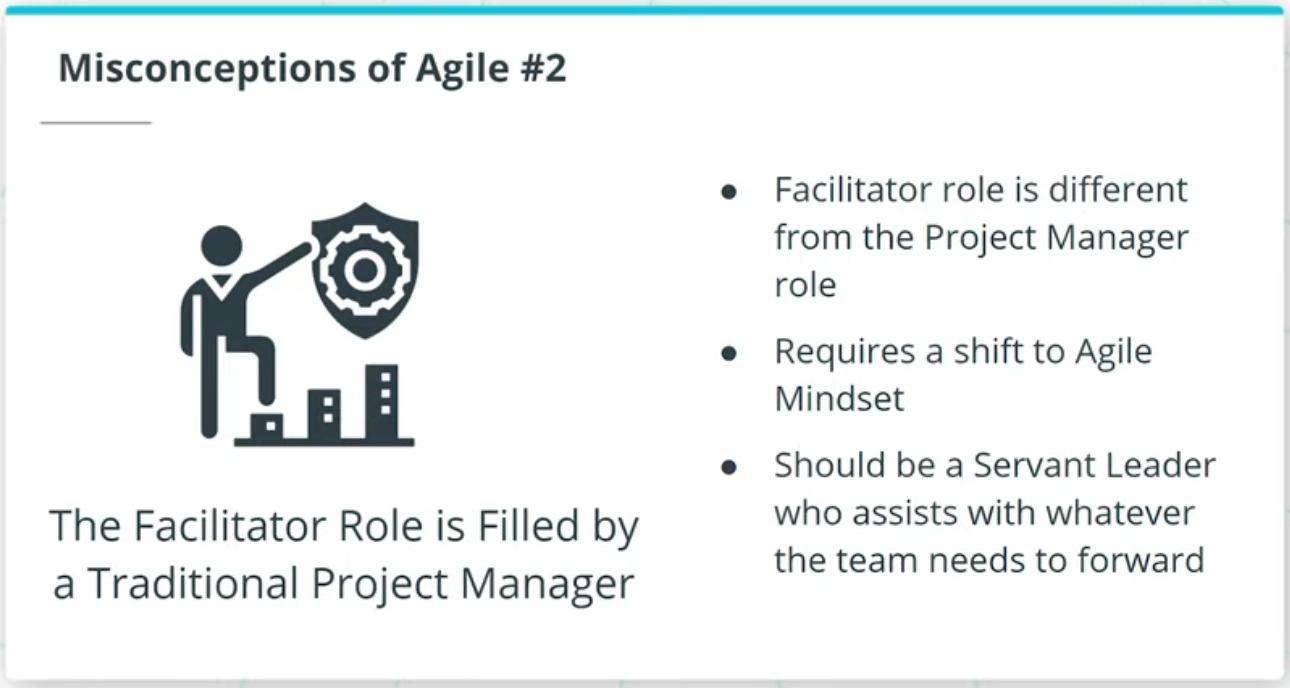 Misconceptions of Agile #2
The Facilitator Role is Filled by
a Traditional Project Manager
● Facilitator role is different
from the Project Manager
role
● Requires a shift to Agile
Mindset
● Should be a Servant Leader
who assists with whatever
the team needs to forward